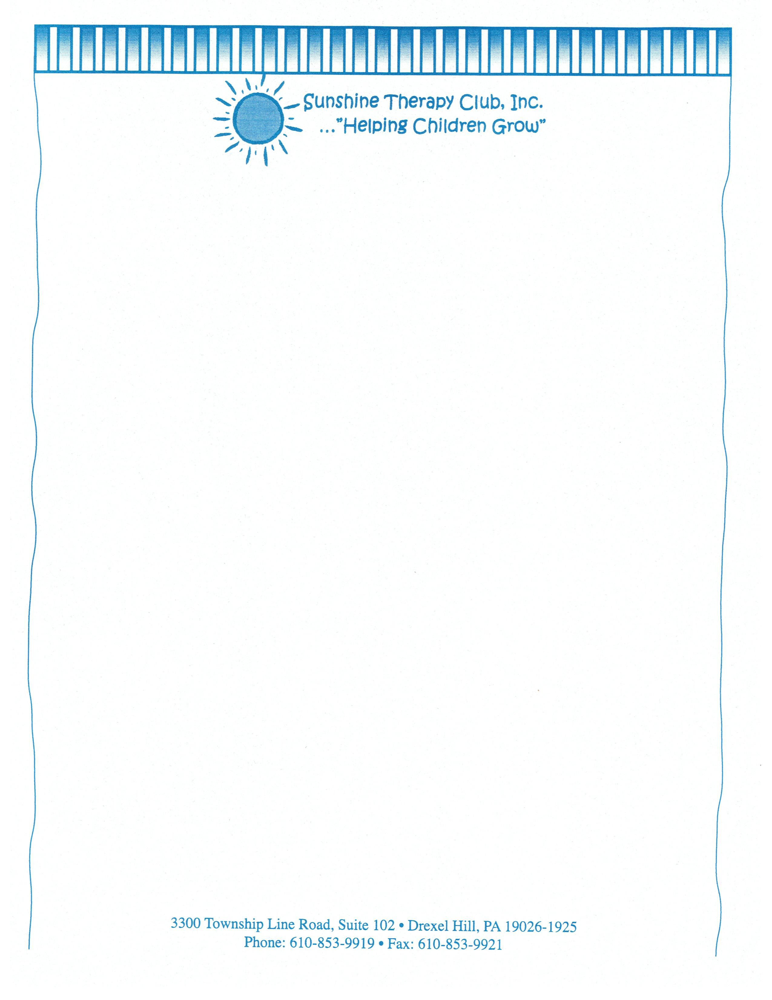 Sunshine Therapy Club, Inc.
..."Helping Children Grow"
3300 Township Line Road, Suite 102 • Drexel Hill, PA 19026-1925
Phone: 610-853-9919 • Fax: 610-853-9921